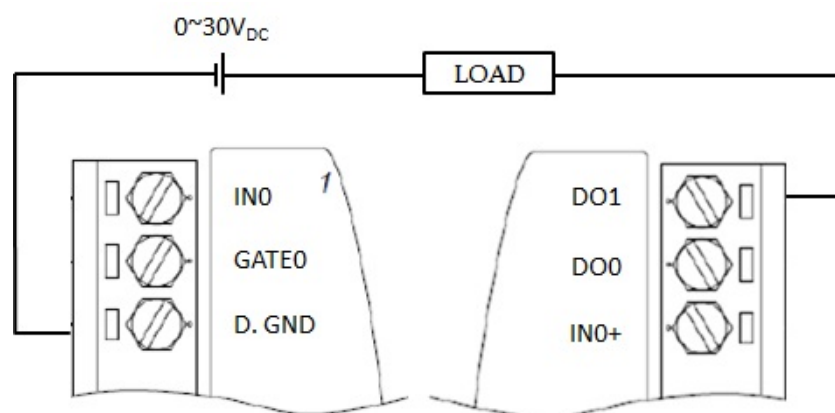 0~30VDC
LOAD
IN0
1
GATE0
D. GND
DO1
DO0
IN0+